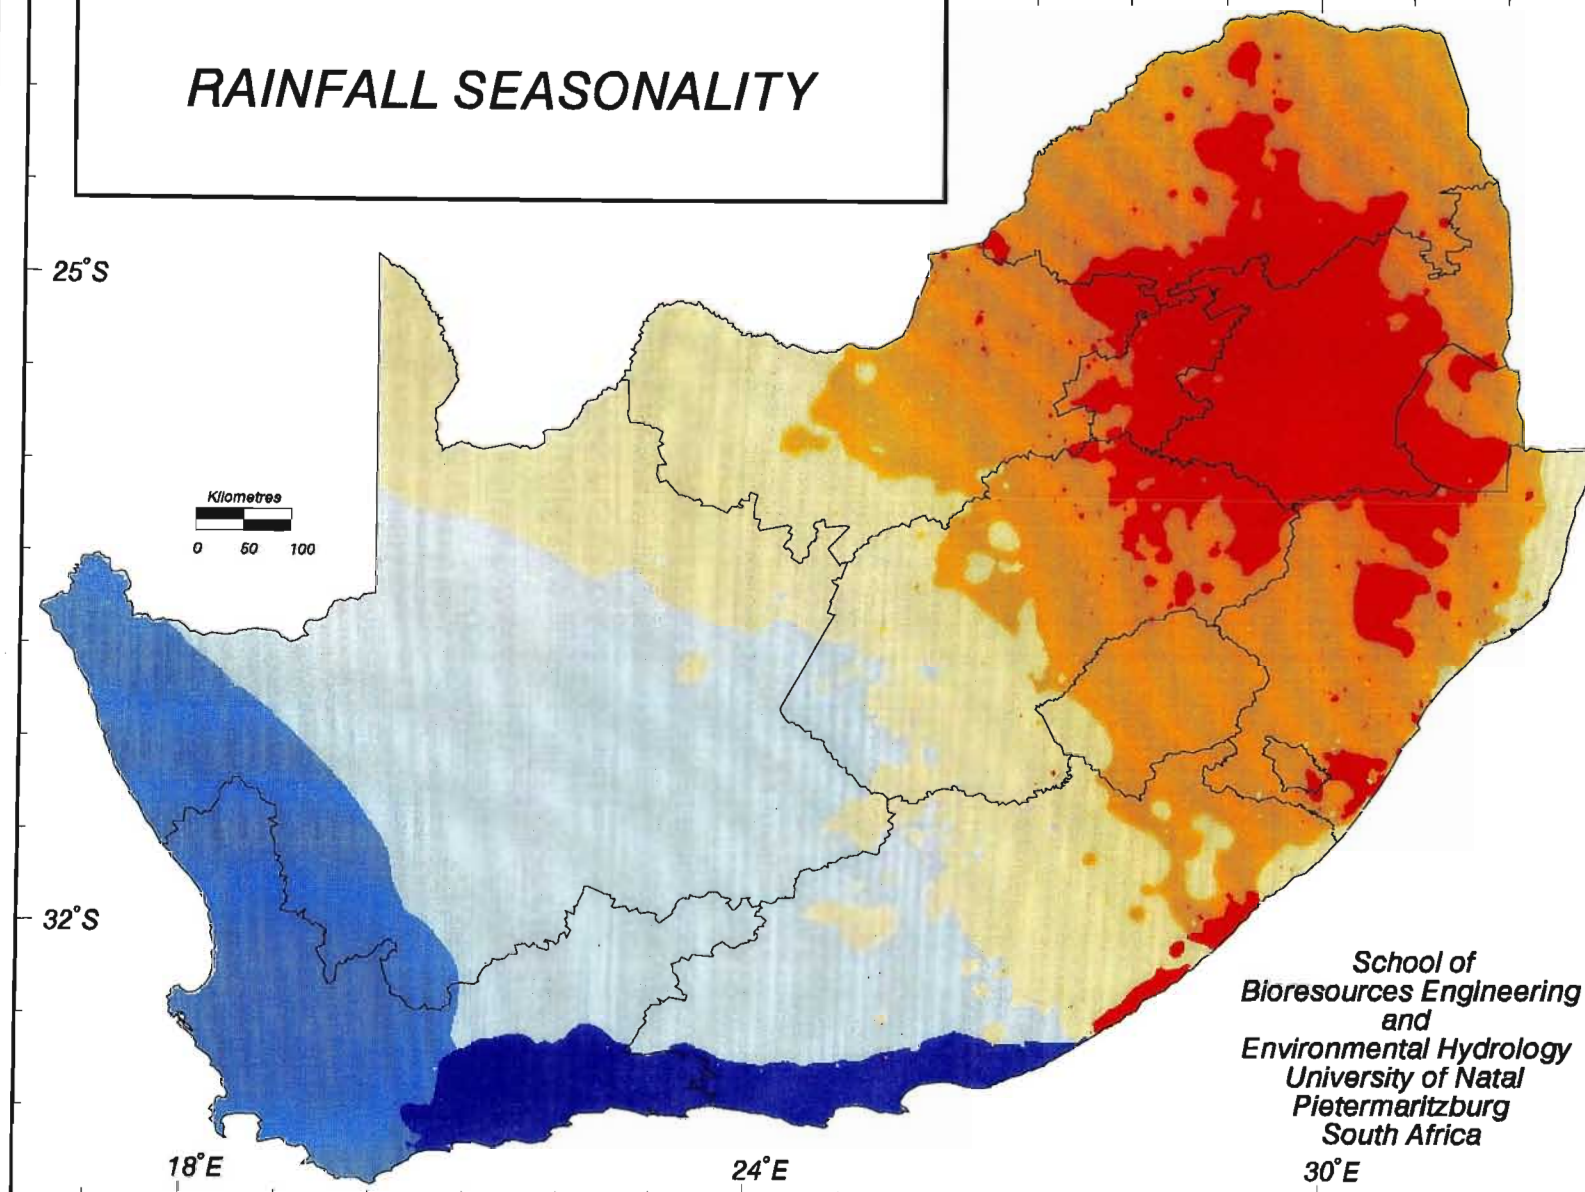 RAINFALL SEASONALITY
25°S
Kilometres
0 50 100
32°S
School of
Bioresources Engineering
and
Environmental Hydrology
University of Natal
Pietermaritzburg
South Africa
18°E 24°E 30°E